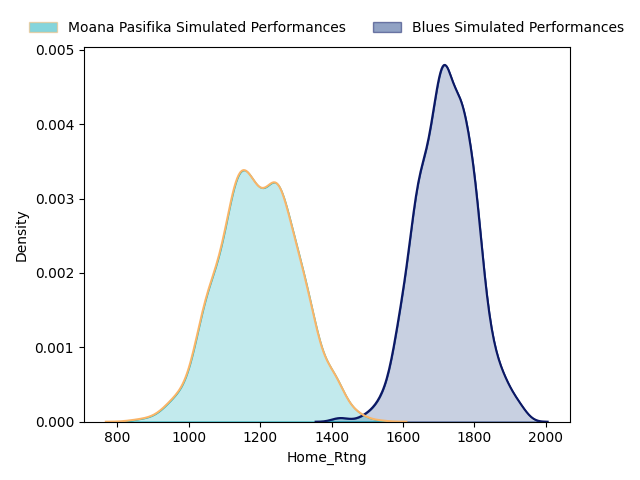 Moana Pasifika Simulated Performances Blues Simulated Performances
0.005
0.004
0.003
0.002
0.001
0.000
Density
800 1000 1200 1400 1600 1800 2000
Home_Rtng